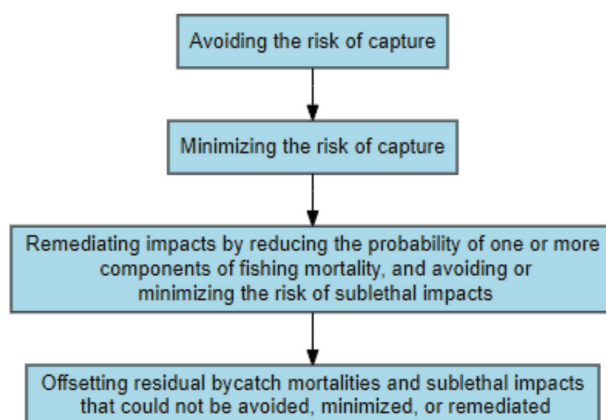 Avoiding the risk of capture
Minimizing the risk of capture
Remediating impacts by reducing the probability of one or more
components of fishing mortality, and avoiding or
minimizing the risk of sublethal impacts
Offsetting residual bycatch mortalities and sublethal impacts
that could not be avoided, minimized, or remediated